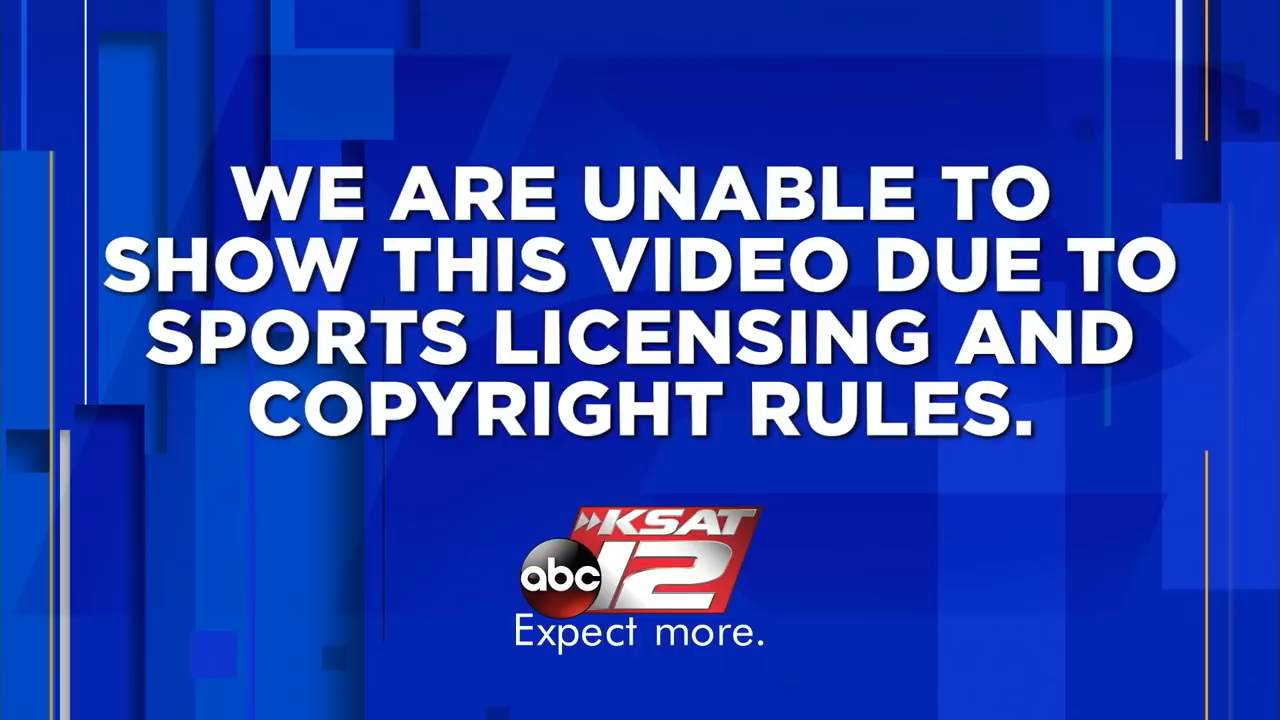 WE ARE UNABLE TO
SHOW THIS VIDEO DUE TO
SPORTS LICENSING AND
COPYRIGHT RULES.
KSAT
abc 12
Expect more.